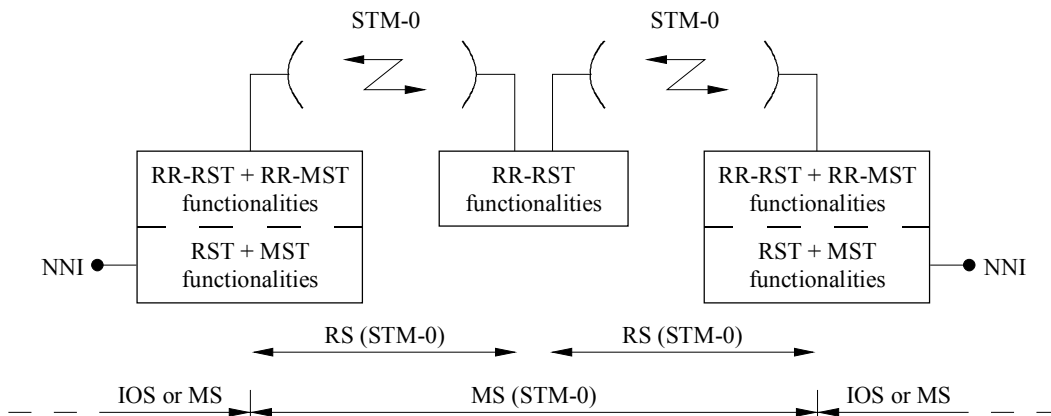 STM-0
STM-0
RR-RST + RR-MST
functionalities
RST + MST
functionalities
RR-RST
functionalities
RR-RST + RR-MST
functionalities
RST + MST
functionalities
NNI
NNI
RS (STM-0)
RS (STM-0)
IOS or MS
MS (STM-0)
IOS or MS